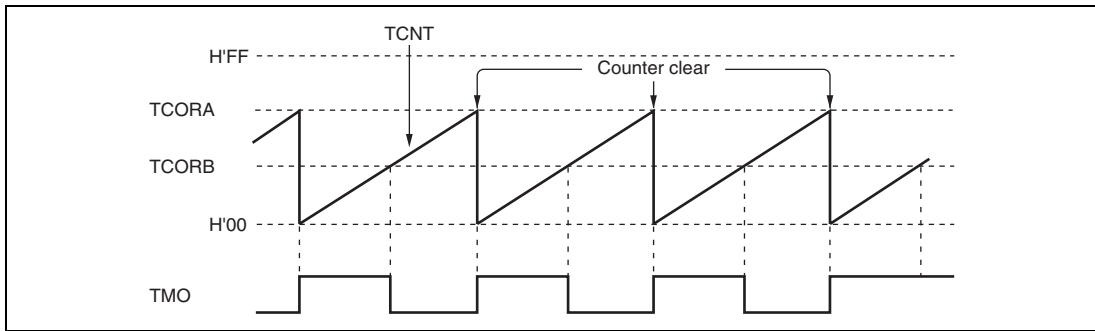 TCNT
H'FF
Counter clear
TCORA
TCORB
H'00
TMO